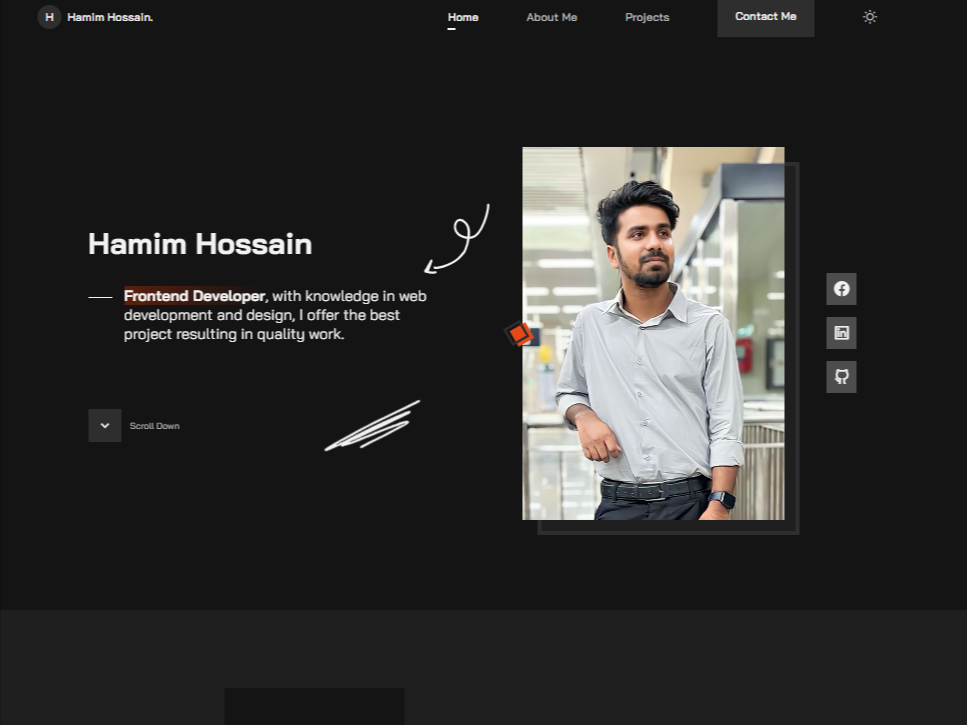 H Hamim Hossain.
Home About Me Projects Contact Me
Hamim Hossain
Frontend Developer, with knowledge in web
development and design, I offer the best
project resulting in quality work.
Scroll Down